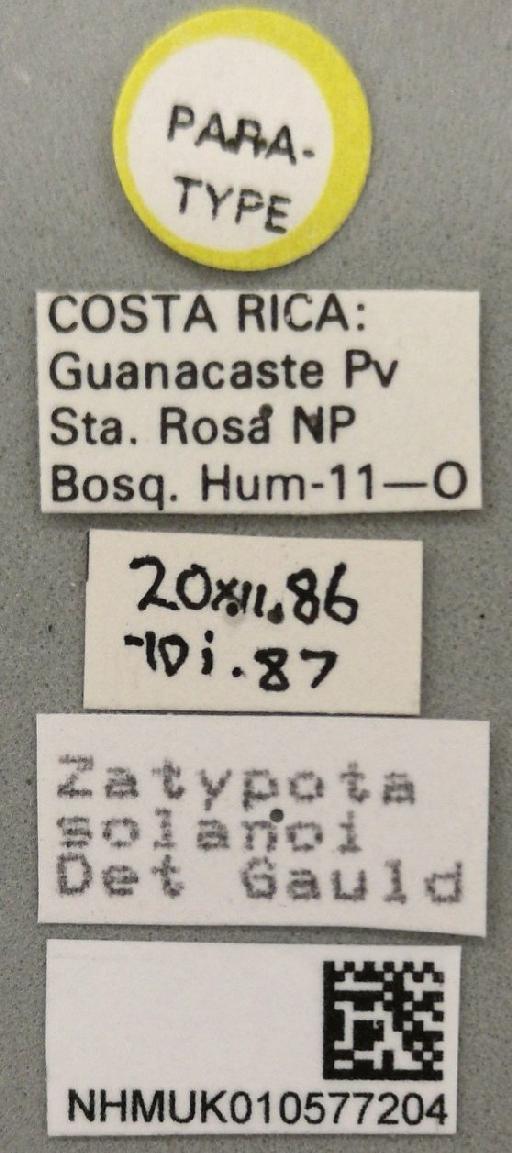 PARA-
TYPE
COSTA RICA:
Guanacaste Pv
Sta. Rosa NP
Bosq. Hum-11—O
20xii.86
-10i.87
Zatypota
solanoi
Det Gauld
NHMUK010577204